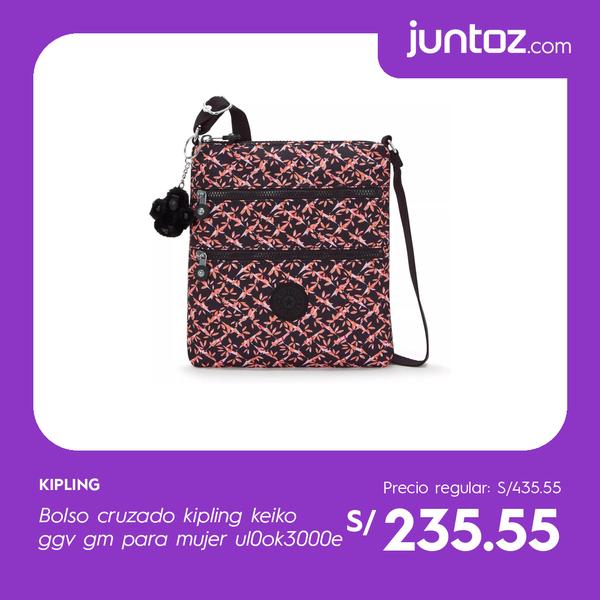 juntoz.com
KIPLING
Bolso cruzado kipling keiko
ggv gm para mujer ul0ok3000e
Precio regular: S/435.55
S/ 235.55